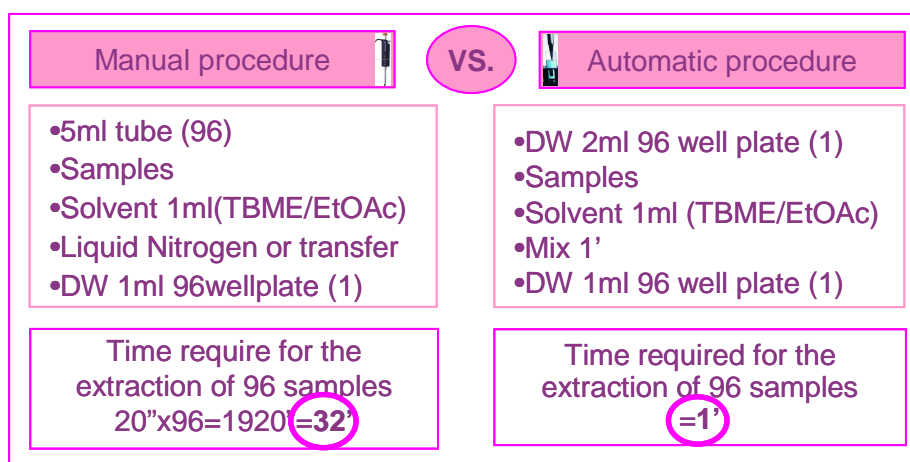 Manual procedure
VS.
Automatic procedure
•5ml tube (96)
•Samples
•Solvent 1ml(TBME/EtOAc)
•Liquid Nitrogen or transfer
•DW 1ml 96wellplate (1)
•DW 2ml 96 well plate (1)
•Samples
•Solvent 1ml (TBME/EtOAc)
•Mix 1’
•DW 1ml 96 well plate (1)
Time require for the
extraction of 96 samples
20”x96=1920”=32’
Time required for the
extraction of 96 samples
=1’